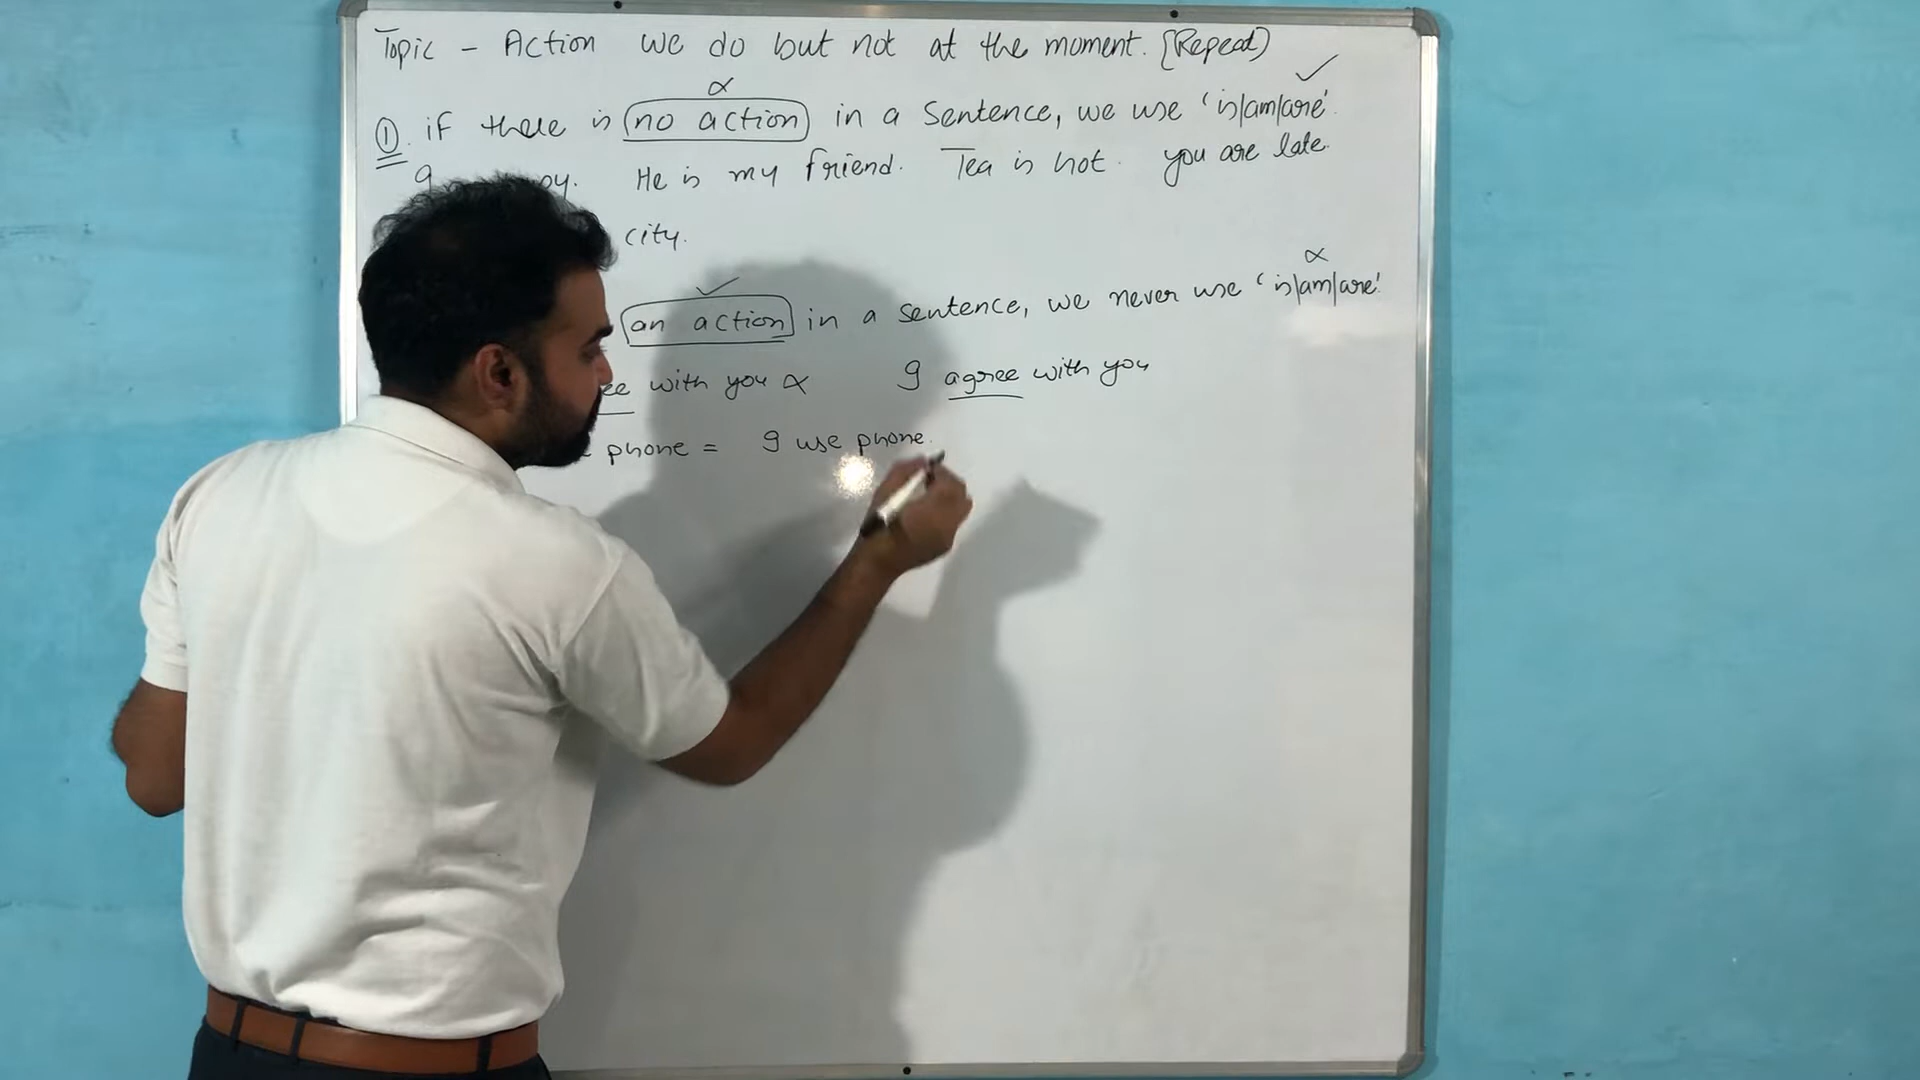 Topic - Action we do but not at the moment. (Repeat)
α ✓
①. if there is no action in a sentence, we use 'is|am|are'.
He is my friend. Tea is hot. you are late.
city.
✓ α
an action in a sentence, we never use 'is|am|are'.
with you α I agree with you
phone = I use phone.